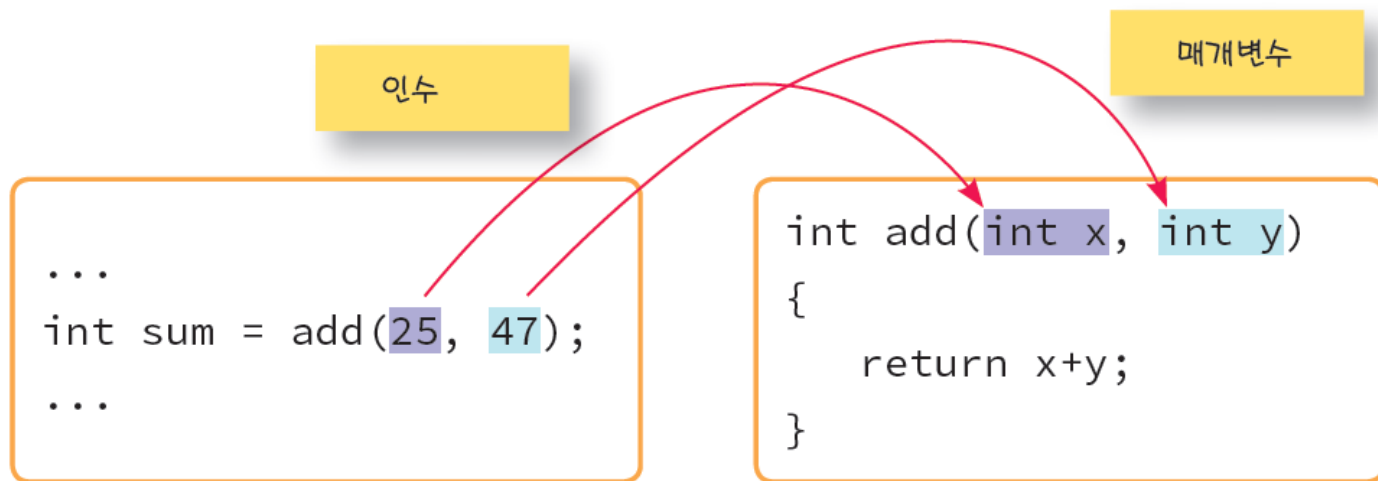 인수
매개변수
...
int sum = add(25, 47);
...
int add(int x, int y)
{
return x+y;
}